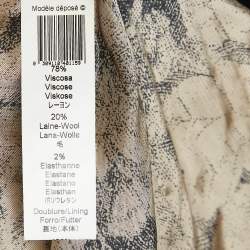 Modèle déposé ©
78%
Viscosa
Viscose
Viskose
レーヨン
20%
Laine-Wool
Lana-Wolle
毛
2%
Elasthanne
Elastane
Elastano
Elasthan
ポリウレタン
Doublure/Lining
Forro/Futter
裏地(本体)